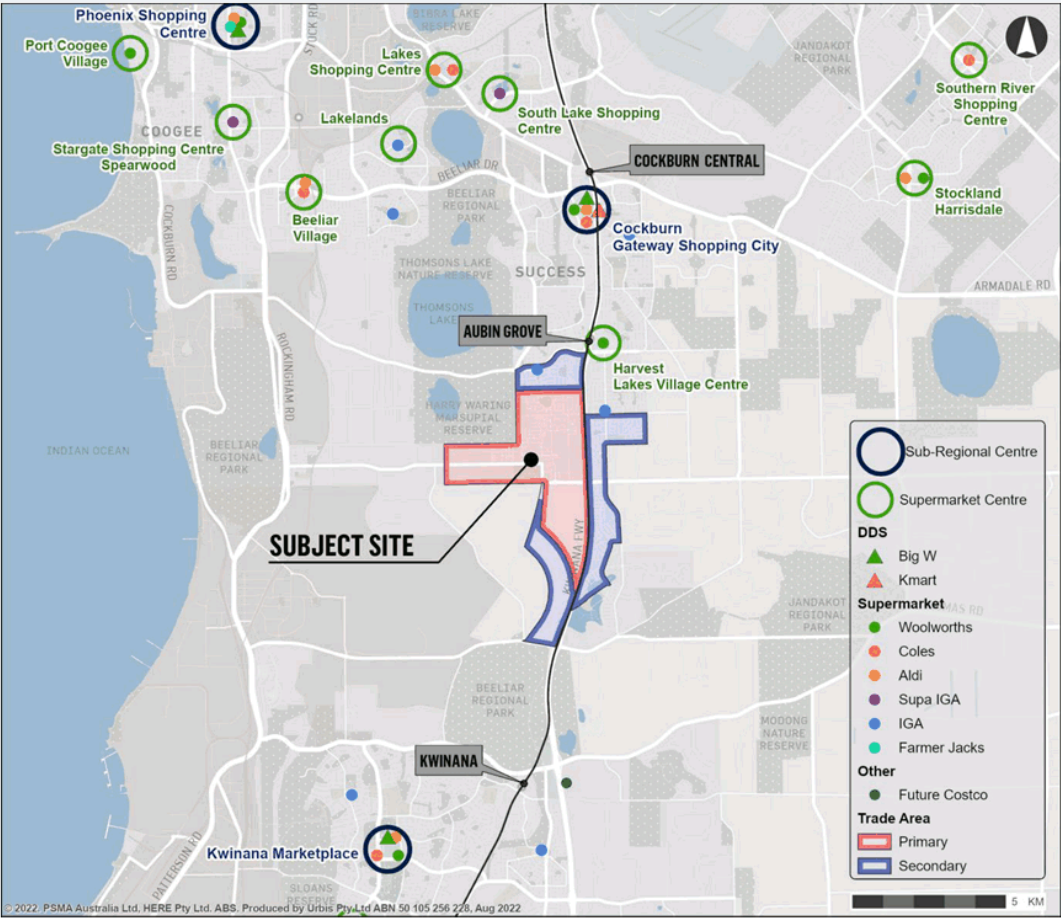 Phoenix Shopping
Centre
Port Coogee
Village
STOCK RD
BIBRA LAKE
RESERVE
Lakes
Shopping Centre
JANDAKOT
REGIONAL
PARK
Southern River
Shopping
Centre
South Lake Shopping
Centre
COOGEE
Lakelands
Stargate Shopping Centre
Spearwood
BEELIAR DR
COCKBURN CENTRAL
Stockland
Harrisdale
Beeliar
Village
BEELIAR
REGIONAL
PARK
COCKBURN RD
Cockburn
Gateway Shopping City
THOMSONS LAKE
NATURE RESERVE
SUCCESS
ARMADALE RD
THOMSONS
LAKE
AUBIN GROVE
ROCKINGHAM RD
Harvest
Lakes Village Centre
HARRY WARING
MARSUPIAL
RESERVE
INDIAN OCEAN
BEELIAR
REGIONAL
PARK
SUBJECT SITE
KWINANA FWY
JANDAKOT
REGIONAL
PARK
RD
BEELIAR
REGIONAL
PARK
MODONG
NATURE
RESERVE
KWINANA
Kwinana Marketplace
PATTERSON RD
SLOANS
RESERVE
Sub-Regional Centre
Supermarket Centre
DDS
Big W
Kmart
Supermarket
Woolworths
Coles
Aldi
Supa IGA
IGA
Farmer Jacks
Other
Future Costco
Trade Area
Primary
Secondary
5 KM
© 2022. PSMA Australia Ltd, HERE Pty Ltd. ABS. Produced by Urbis Pty Ltd ABN 50 105 256 228, Aug 2022